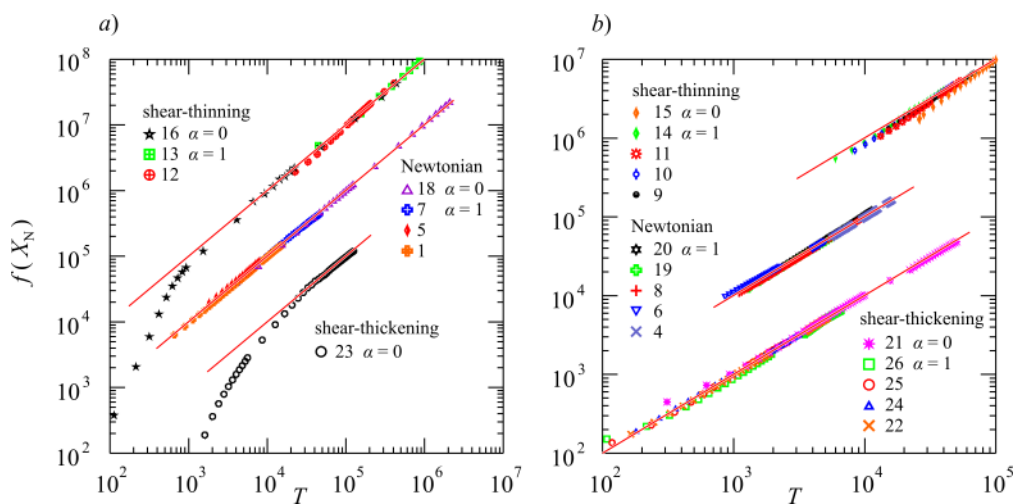 a)
b)
f(X_N)
10^8
10^7
10^6
10^5
10^4
10^3
10^2
shear-thinning
16 α = 0
13 α = 1
12
Newtonian
18 α = 0
7 α = 1
5
1
shear-thickening
23 α = 0
10^2 10^3 10^4 10^5 10^6 10^7
T
10^7
10^6
10^5
10^4
10^3
10^2
shear-thinning
15 α = 0
14 α = 1
11
10
9
Newtonian
20 α = 1
19
8
6
4
shear-thickening
21 α = 0
26 α = 1
25
24
22
10^2 10^3 10^4 10^5
T